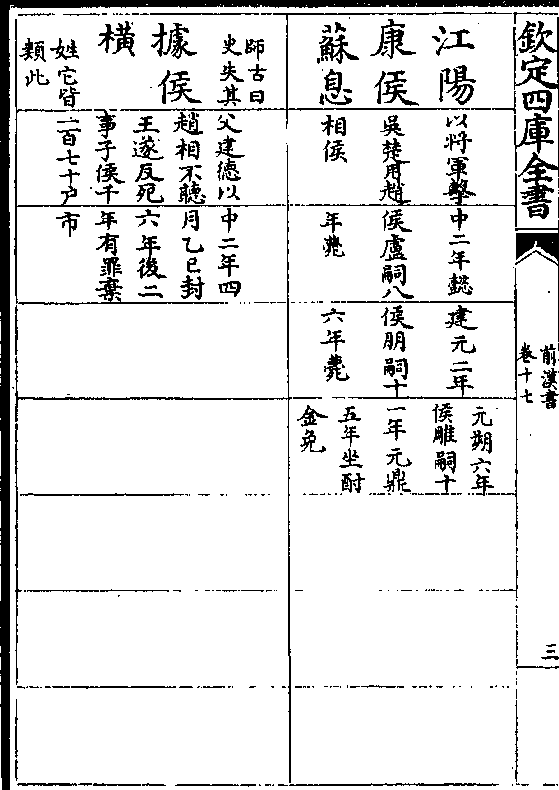 欽定四庫全書
前漢書
卷十七
三
江陽
康侯
蘇息
以將軍擊
吳楚用趙
相侯
中二年懿
侯盧嗣八
年薨
建元二年
侯朋嗣十
六年薨
元朔六年
侯雕嗣十
一年元鼎
五年坐酎
金免
據侯
橫
師古曰
史失其
姓它皆
類此
父建德以
趙相不聽
王遂反死
事子侯千
一百七十户
中二年四
月乙巳封
六年後二
年有罪棄
市